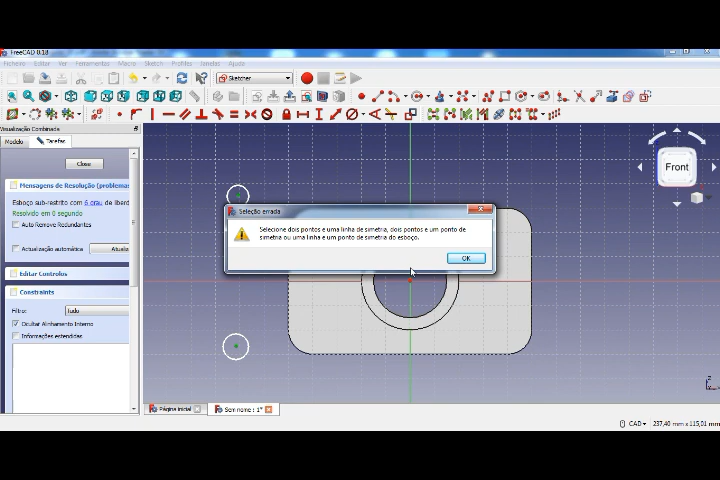 FreeCAD 0.18
Ficheiro Editar Ver Ferramentas Macro Sketch Profiles Janelas Ajuda
Sketcher
Visualização Combinada
Modelo Tarefas
Close
Mensagens de Resolução (problemas
Esboço sub-restrito com 6 grau de liberd
Resolvido em 0 segundo
Auto Remove Redundantes
Actualização automática Atualiz
Editar Controlus
Constraints
Filtro: Tudo
Ocultar Alinhamento Interno
Informações estendidas
Seleção errada
Selecione dois pontos e uma linha de simetria, dois pontos e um ponto de
simetria ou uma linha e um ponto de simetria do esboço.
OK
Front
Z
Página inicial Sem nome : 1*
CAD 237,40 mm x 115,01 mm